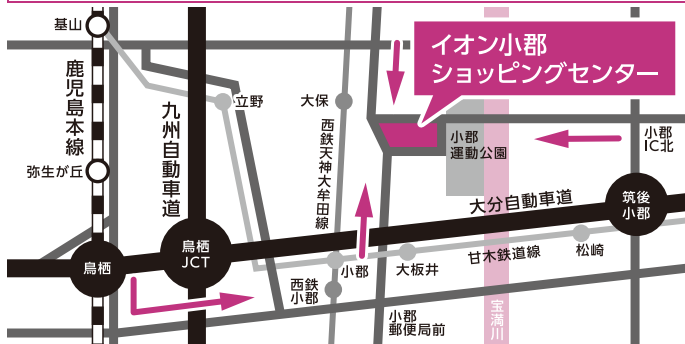 基山
鹿児島本線
弥生が丘
鳥栖
九州自動車道
鳥栖
JCT
立野
大保
西鉄天神大牟田線
イオン小郡
ショッピングセンター
小郡
運動公園
小郡
IC北
大分自動車道
筑後
小郡
小郡
大板井
甘木鉄道線
松崎
西鉄
小郡
小郡
郵便局前
宝満川